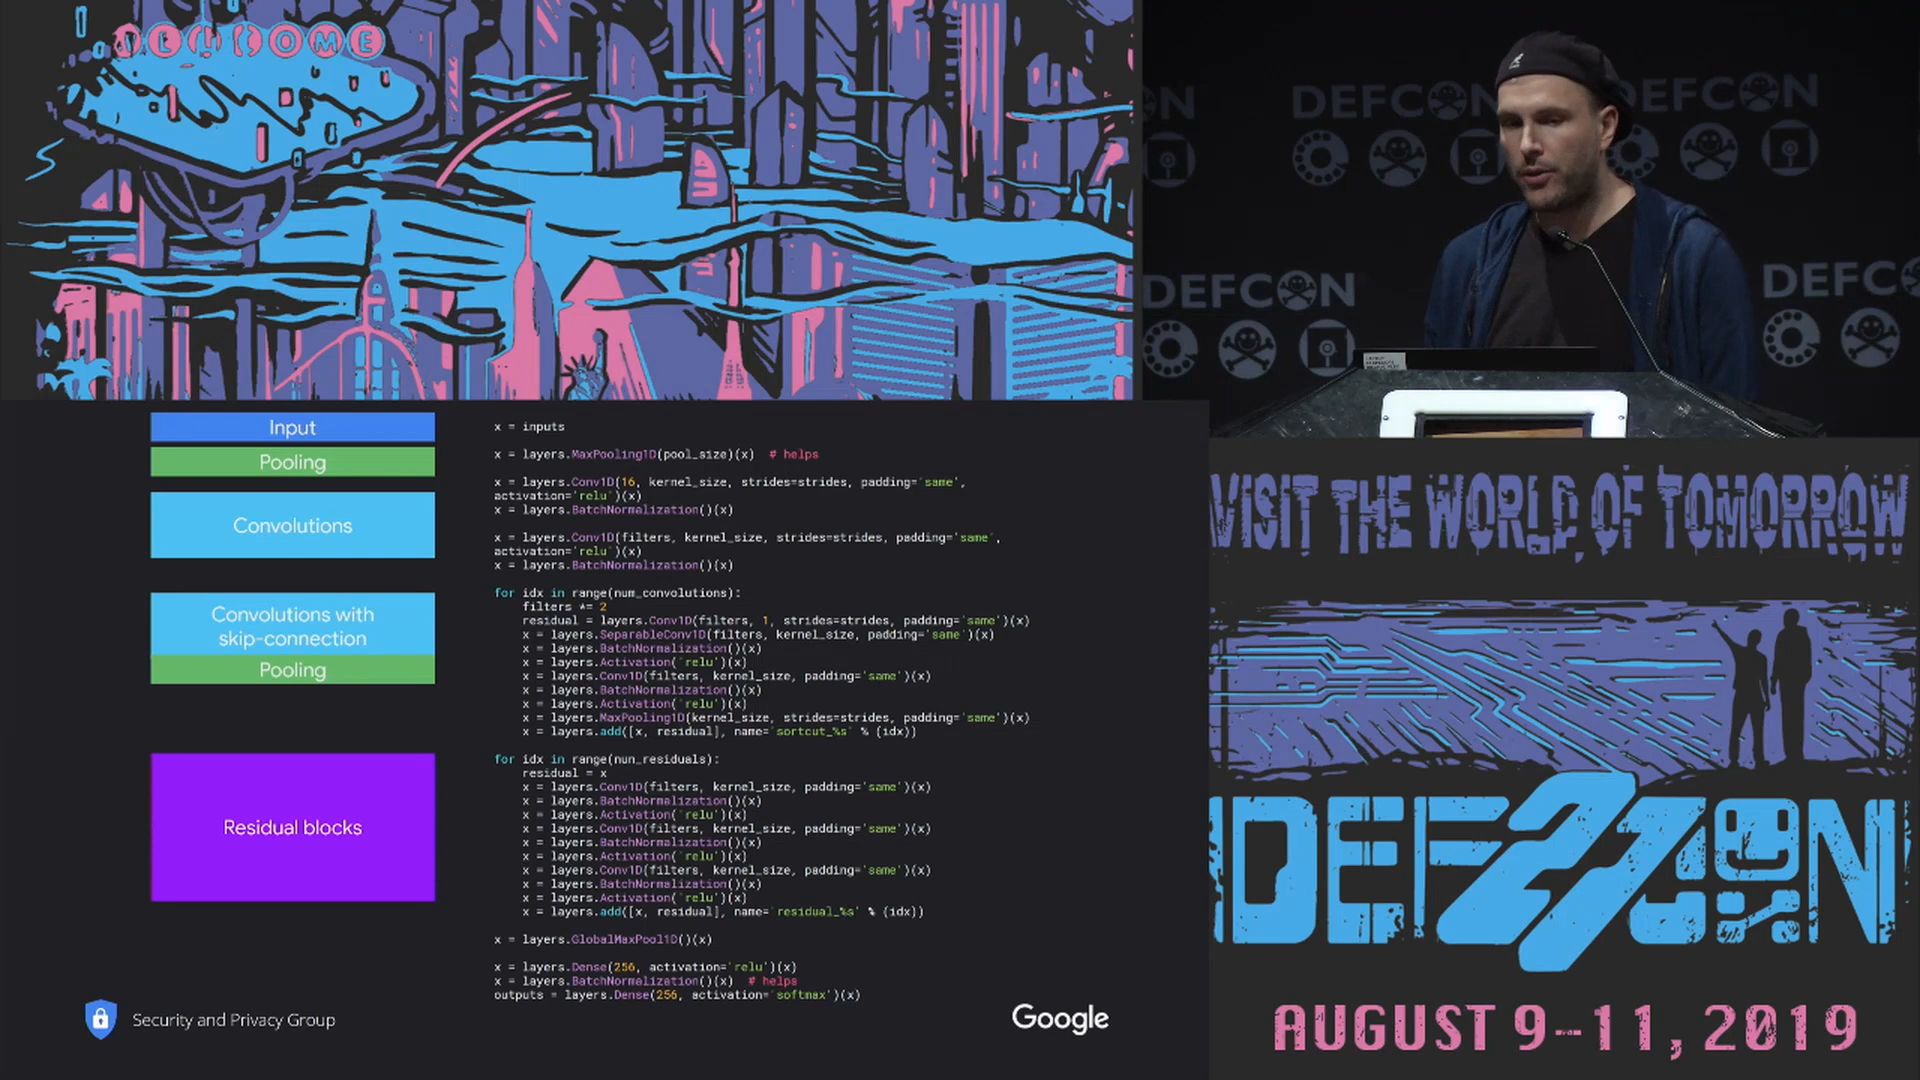 WELCOME
DEFCON
DEFCON
DEFCON
DEFC
Input
Pooling
Convolutions
Convolutions with
skip-connection
Pooling
Residual blocks
x = inputs
x = layers.MaxPooling1D(pool_size)(x)  # helps
x = layers.Conv1D(16, kernel_size, strides=strides, padding='same',
activation='relu')(x)
x = layers.BatchNormalization()(x)
x = layers.Conv1D(filters, kernel_size, strides=strides, padding='same',
activation='relu')(x)
x = layers.BatchNormalization()(x)
for idx in range(num_convolutions):
filters *= 2
residual = layers.Conv1D(filters, 1, strides=strides, padding='same')(x)
x = layers.SeparableConv1D(filters, kernel_size, padding='same')(x)
x = layers.BatchNormalization()(x)
x = layers.Activation('relu')(x)
x = layers.Conv1D(filters, kernel_size, padding='same')(x)
x = layers.BatchNormalization()(x)
x = layers.Activation('relu')(x)
x = layers.MaxPooling1D(kernel_size, strides=strides, padding='same')(x)
x = layers.add([x, residual], name='sortcut_%s' % (idx))
for idx in range(num_residuals):
residual = x
x = layers.Conv1D(filters, kernel_size, padding='same')(x)
x = layers.BatchNormalization()(x)
x = layers.Activation('relu')(x)
x = layers.Conv1D(filters, kernel_size, padding='same')(x)
x = layers.BatchNormalization()(x)
x = layers.Activation('relu')(x)
x = layers.Conv1D(filters, kernel_size, padding='same')(x)
x = layers.BatchNormalization()(x)
x = layers.Activation('relu')(x)
x = layers.add([x, residual], name='residual_%s' % (idx))
x = layers.GlobalMaxPool1D()(x)
x = layers.Dense(256, activation='relu')(x)
x = layers.BatchNormalization()(x)  # helps
outputs = layers.Dense(256, activation='softmax')(x)
Security and Privacy Group
Google
VISIT THE WORLD OF TOMORROW
DEF 27 CON
AUGUST 9-11, 2019